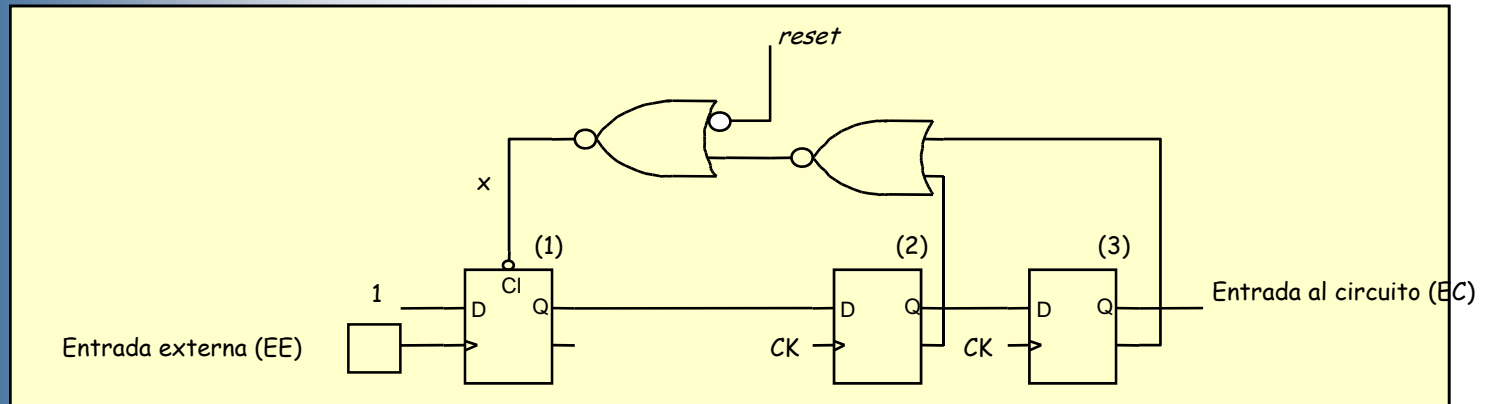 reset
x
(1)
(2)
(3)
Cl
1
D
Q
D
Q
D
Q
Entrada al circuito (EC)
Entrada externa (EE)
CK
CK